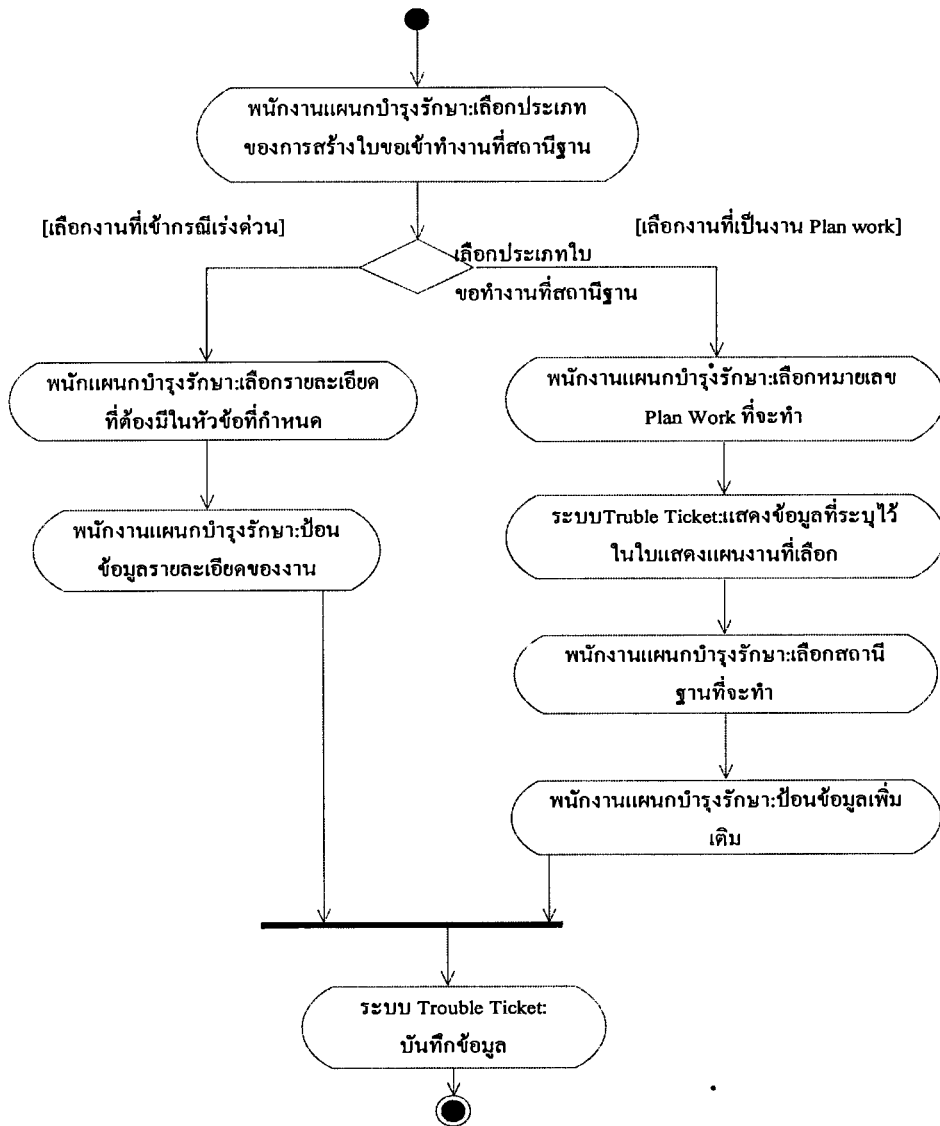 พนักงานแผนกบำรุงรักษา:เลือกประเภท
ของการสร้างใบขอเข้าทำงานที่สถานีฐาน
[เลือกงานที่เข้ากรณีเร่งด่วน]
[เลือกงานที่เป็นงาน Plan work]
เลือกประเภทใบ
ขอทำงานที่สถานีฐาน
พนักแผนกบำรุงรักษา:เลือกรายละเอียด
ที่ต้องมีในหัวข้อที่กำหนด
พนักงานแผนกบำรุงรักษา:ป้อน
ข้อมูลรายละเอียดของงาน
พนักงานแผนกบำรุงรักษา:เลือกหมายเลข
Plan Work ที่จะทำ
ระบบTruble Ticket:แสดงข้อมูลที่ระบุไว้
ในใบแสดงแผนงานที่เลือก
พนักงานแผนกบำรุงรักษา:เลือกสถานี
ฐานที่จะทำ
พนักงานแผนกบำรุงรักษา:ป้อนข้อมูลเพิ่ม
เติม
ระบบ Trouble Ticket:
บันทึกข้อมูล